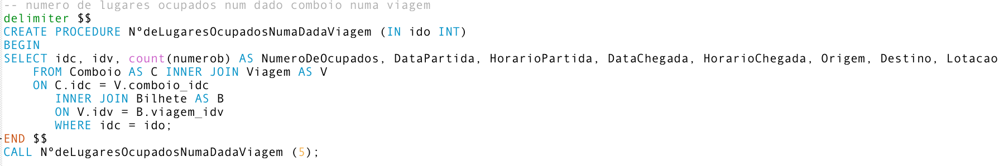 -- numero de lugares ocupados num dado comboio numa viagem
delimiter $$
CREATE PROCEDURE NºdeLugaresOcupadosNumaDadaViagem (IN ido INT)
BEGIN
SELECT idc, idv, count(numerob) AS NumeroDeOcupados, DataPartida, HorarioPartida, DataChegada, HorarioChegada, Origem, Destino, Lotacao
    FROM Comboio AS C INNER JOIN Viagem AS V
    ON C.idc = V.comboio_idc
       INNER JOIN Bilhete AS B
       ON V.idv = B.viagem_idv
       WHERE idc = ido;
END $$
CALL NºdeLugaresOcupadosNumaDadaViagem (5);